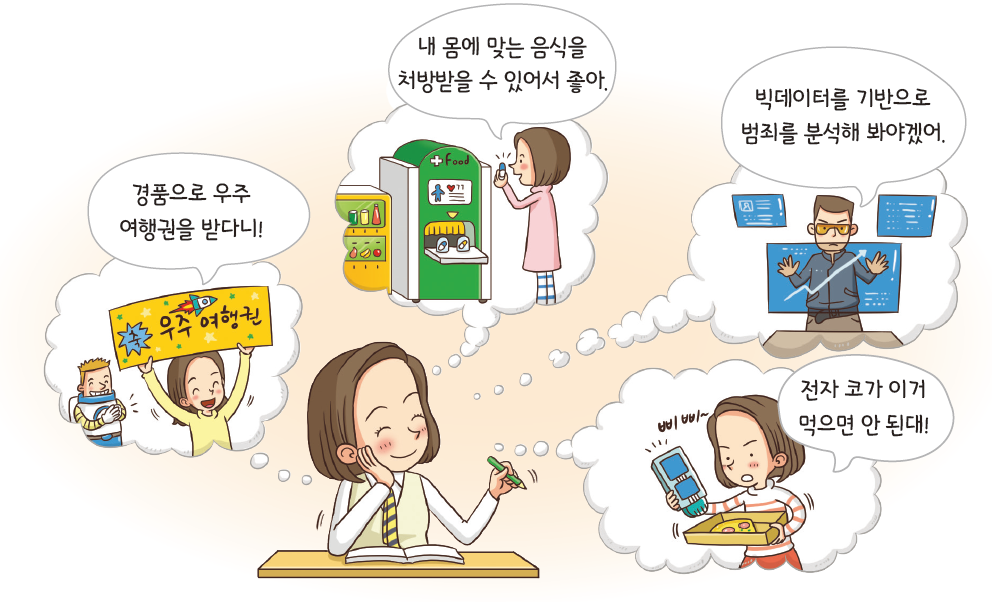 내 몸에 맞는 음식을
처방받을 수 있어서 좋아.
빅데이터를 기반으로
범죄를 분석해 봐야겠어.
경품으로 우주
여행권을 받다니!
Food
축
우주 여행권
전자 코가 이거
먹으면 안 된대!
삐 삐~